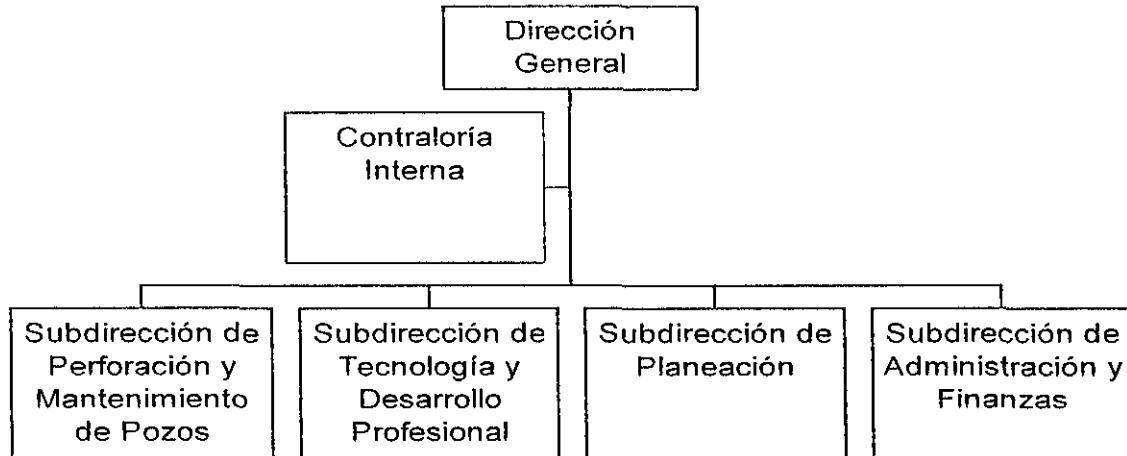 Dirección
General
Contraloría
Interna
Subdirección de
Perforación y
Mantenimiento
de Pozos
Subdirección de
Tecnología y
Desarrollo
Profesional
Subdirección de
Planeación
Subdirección de
Administración y
Finanzas